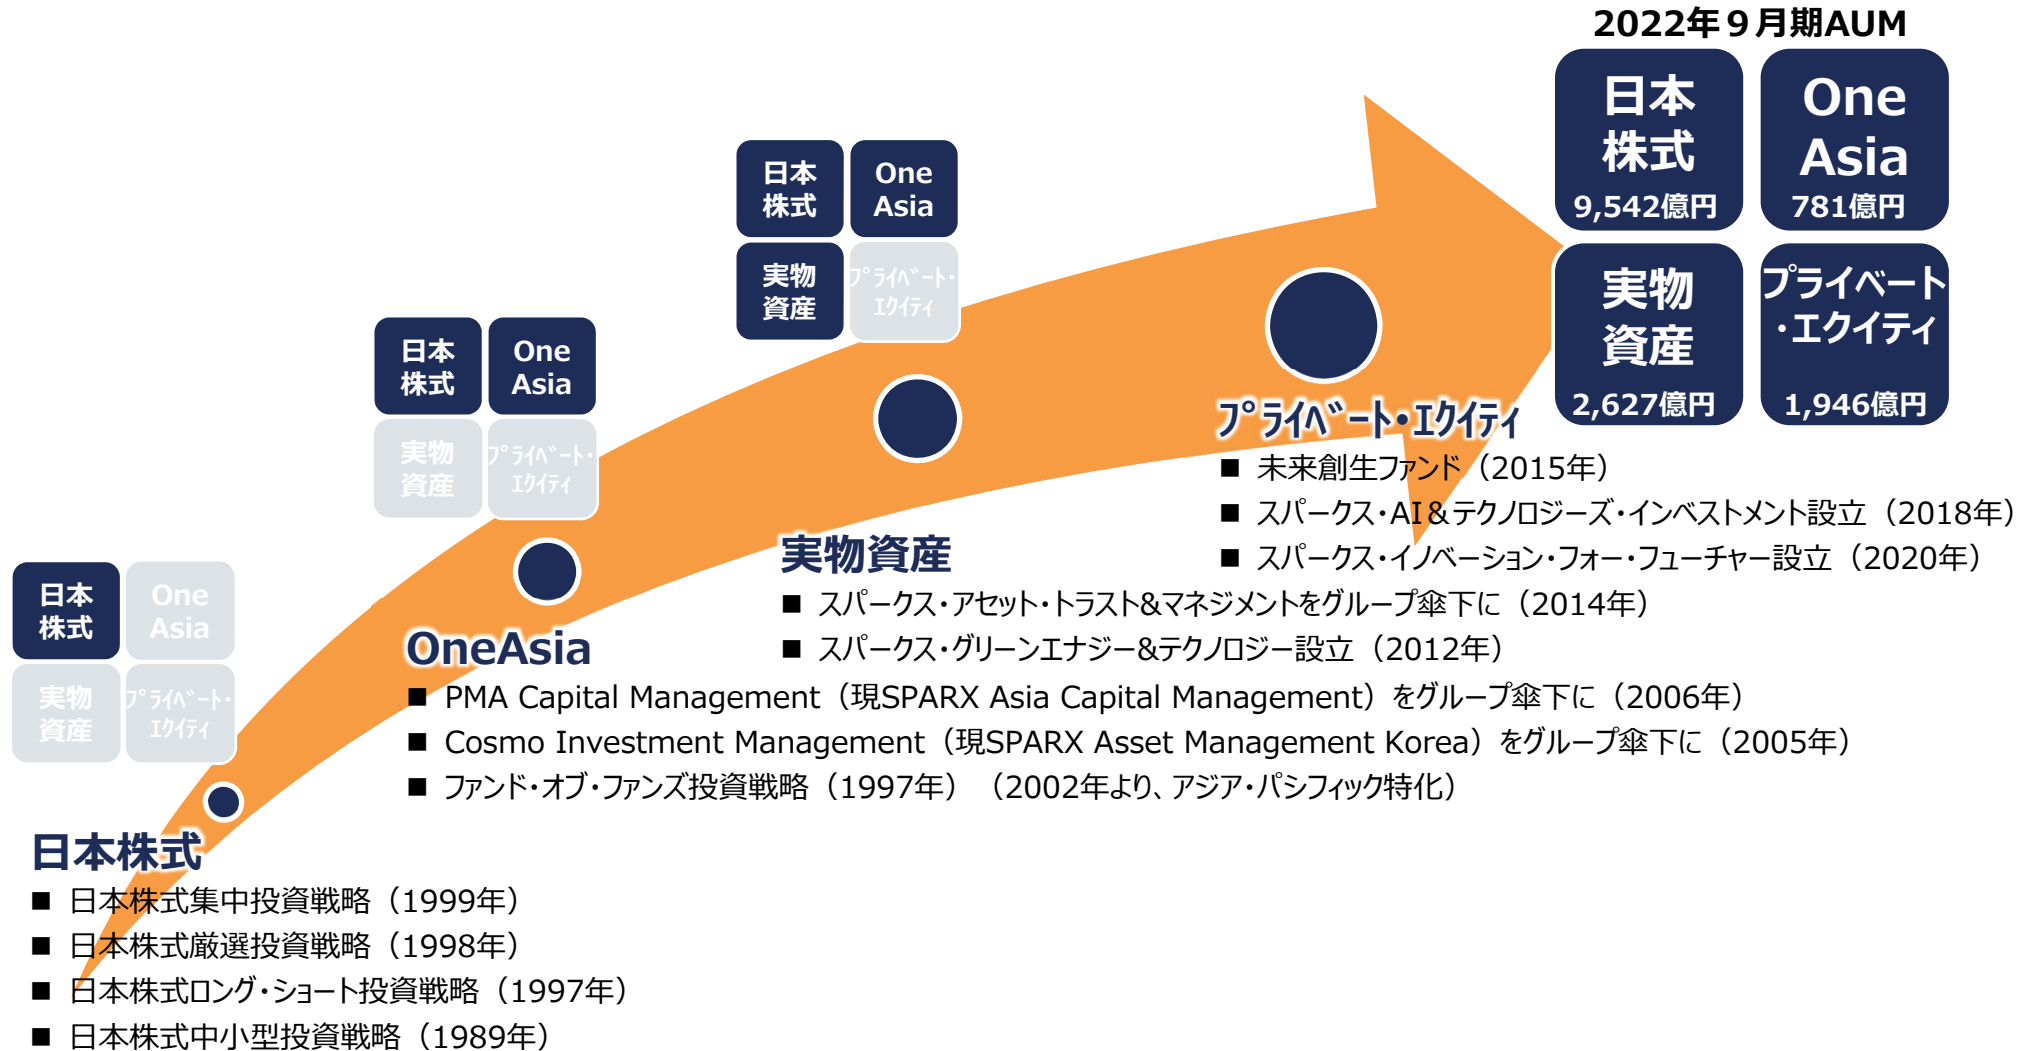 2022年９月期AUM
日本
株式
9,542億円
One
Asia
781億円
実物
資産
2,627億円
プライベート
・エクイティ
1,946億円
日本
株式
One
Asia
実物
資産
ﾌﾟﾗｲﾍﾞｰﾄ・
ｴｸｲﾃｨ
日本
株式
One
Asia
実物
資産
ﾌﾟﾗｲﾍﾞｰﾄ・
ｴｸｲﾃｨ
日本
株式
One
Asia
実物
資産
ﾌﾟﾗｲﾍﾞｰﾄ・
ｴｸｲﾃｨ
ﾌﾟﾗｲﾍﾞｰﾄ・ｴｸｲﾃｨ
■ 未来創生ファンド（2015年）
■ スパークス・AI＆テクノロジーズ・インベストメント設立（2018年）
■ スパークス・イノベーション・フォー・フューチャー設立（2020年）
実物資産
■ スパークス・アセット・トラスト&マネジメントをグループ傘下に（2014年）
■ スパークス・グリーンエナジー&テクノロジー設立（2012年）
OneAsia
■ PMA Capital Management（現SPARX Asia Capital Management）をグループ傘下に（2006年）
■ Cosmo Investment Management（現SPARX Asset Management Korea）をグループ傘下に（2005年）
■ ファンド・オブ・ファンズ投資戦略（1997年）（2002年より、アジア・パシフィック特化）
日本株式
■ 日本株式集中投資戦略（1999年）
■ 日本株式厳選投資戦略（1998年）
■ 日本株式ロング・ショート投資戦略（1997年）
■ 日本株式中小型投資戦略（1989年）